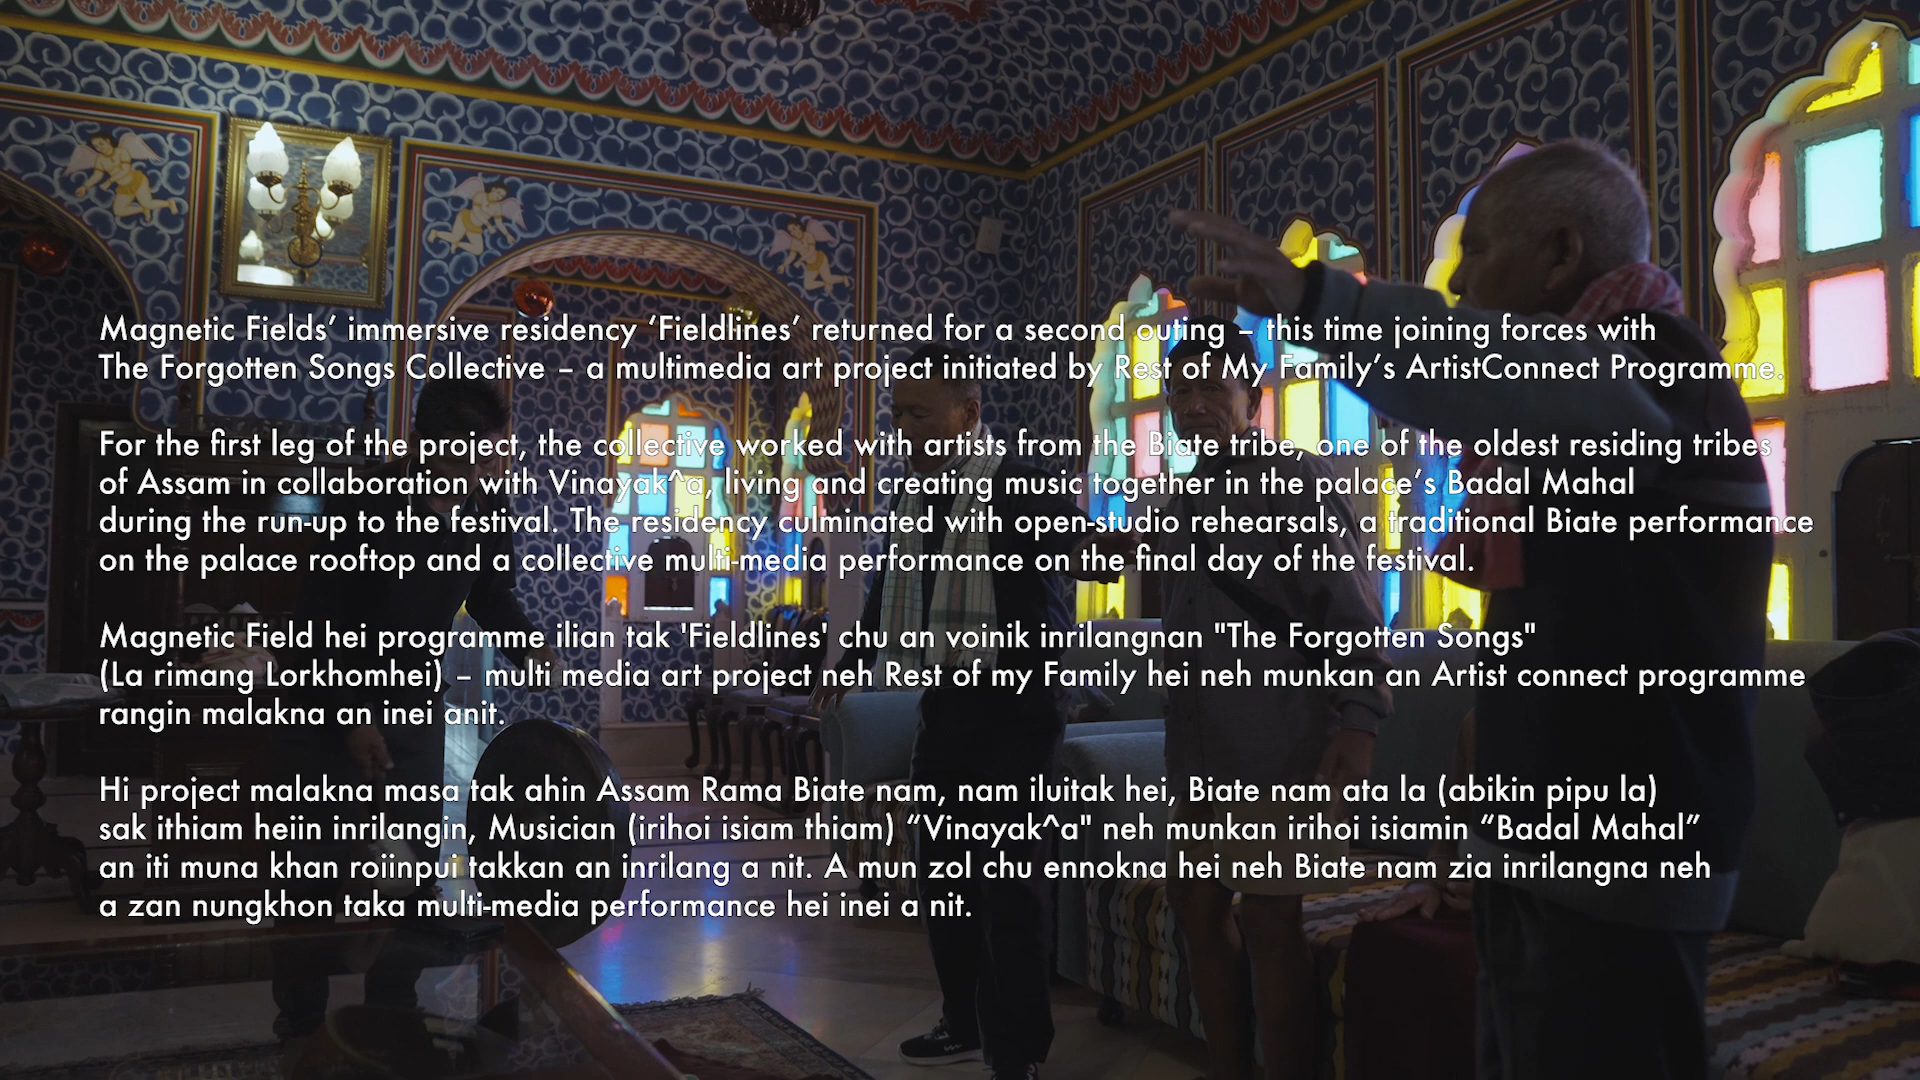 Magnetic Fields’ immersive residency ‘Fieldlines’ returned for a second outing – this time joining forces with
The Forgotten Songs Collective – a multimedia art project initiated by Rest of My Family’s ArtistConnect Programme.
For the first leg of the project, the collective worked with artists from the Biate tribe, one of the oldest residing tribes
of Assam in collaboration with Vinayak^a, living and creating music together in the palace’s Badal Mahal
during the run-up to the festival. The residency culminated with open-studio rehearsals, a traditional Biate performance
on the palace rooftop and a collective multi-media performance on the final day of the festival.
Magnetic Field hei programme ilian tak 'Fieldlines' chu an voinik inrilangnan "The Forgotten Songs"
(La rimang Lorkhomhei) – multi media art project neh Rest of my Family hei neh munkan an Artist connect programme
rangin malakna an inei anit.
Hi project malakna masa tak ahin Assam Rama Biate nam, nam iluitak hei, Biate nam ata la (abikin pipu la)
sak ithiam heiin inrilangin, Musician (irihoi isiam thiam) “Vinayak^a" neh munkan irihoi isiamin “Badal Mahal”
an iti muna khan roiinpui takkan an inrilang a nit. A mun zol chu ennokna hei neh Biate nam zia inrilangna neh
a zan nungkhon taka multi-media performance hei inei a nit.